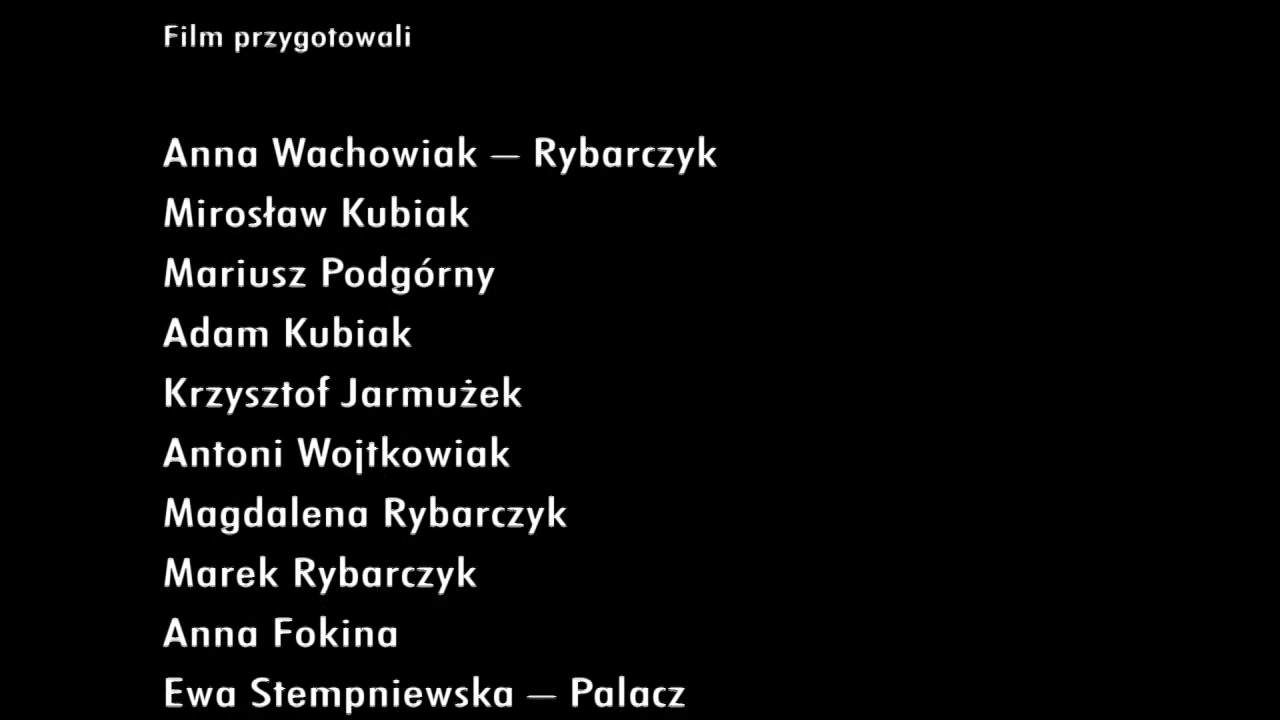 Film przygotowali
Anna Wachowiak – Rybarczyk
Mirosław Kubiak
Mariusz Podgórny
Adam Kubiak
Krzysztof Jarmużek
Antoni Wojtkowiak
Magdalena Rybarczyk
Marek Rybarczyk
Anna Fokina
Ewa Stempniewska – Palacz